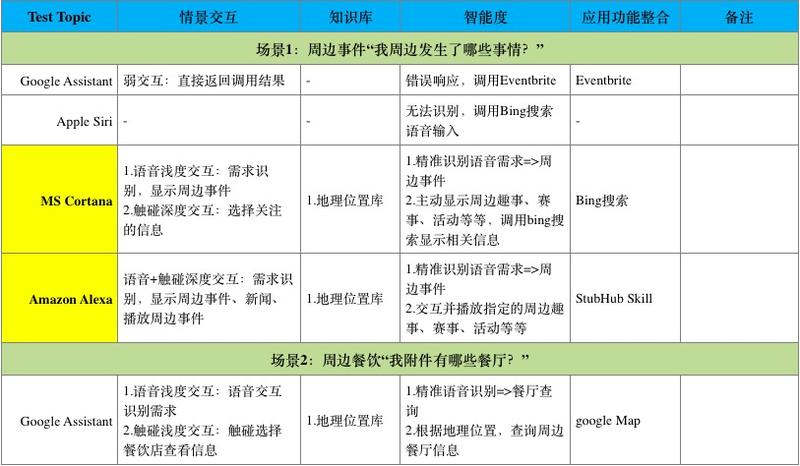 Test Topic 情景交互 知识库 智能度 应用功能整合 备注
场景1：周边事件“我周边发生了哪些事情？”
Google Assistant 弱交互：直接返回调用结果 - 错误响应，调用Eventbrite Eventbrite
Apple Siri - - 无法识别，调用Bing搜索
语音输入 -
MS Cortana 1.语音浅度交互：需求识
别，显示周边事件
2.触碰深度交互：选择关注
的信息
1.地理位置库
1.精准识别语音需求=>周
边事件
2.主动显示周边趣事、赛
事、活动等等，调用bing搜
索显示相关信息
Bing搜索
Amazon Alexa 语音+触碰深度交互：需求识
别，显示周边事件、新闻、
播放周边事件
1.地理位置库
1.精准识别语音需求=>周
边事件
2.交互并播放指定的周边趣
事、赛事、活动等等
StubHub Skill
场景2：周边餐饮“我附件有哪些餐厅？”
Google Assistant 1.语音浅度交互：语音交互
识别需求
2.触碰浅度交互：触碰选择
餐饮店查看信息
1.地理位置库
1.精准语音识别=>餐厅查
询
2.根据地理位置，查询周边
餐厅信息
google Map